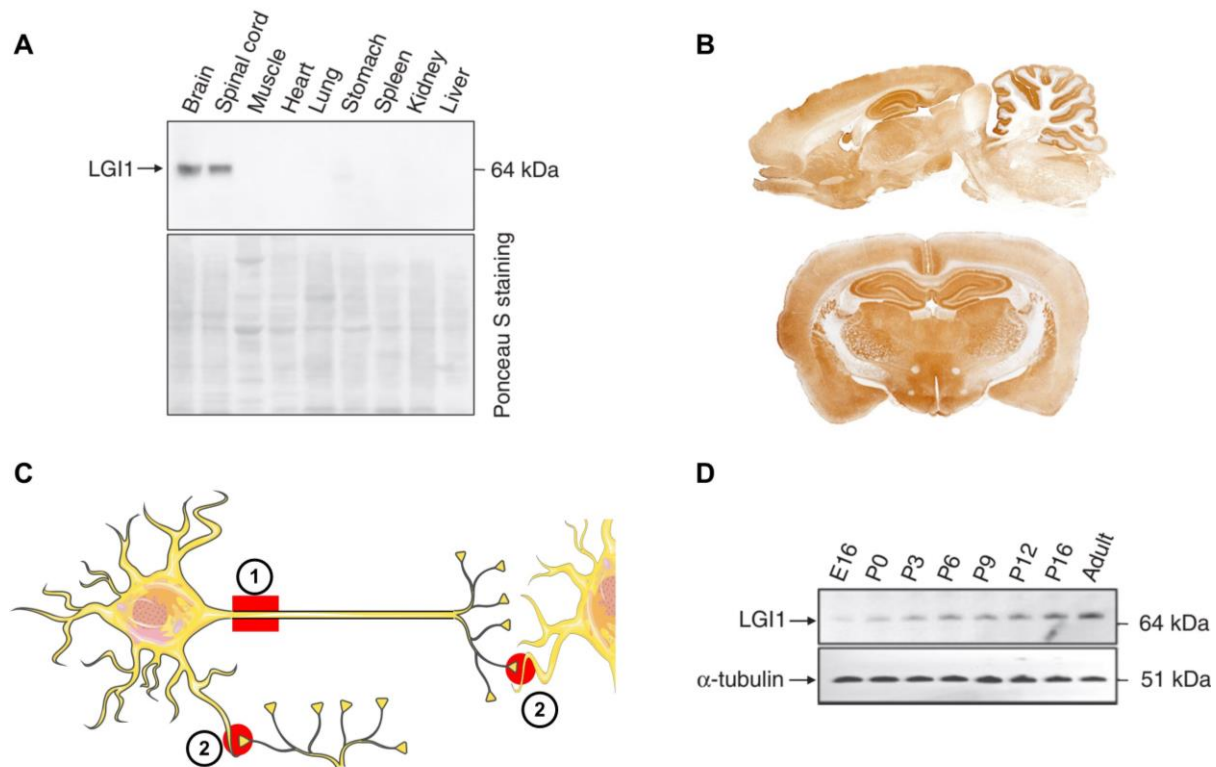 A
Brain
Spinal cord
Muscle
Heart
Lung
Stomach
Spleen
Kidney
Liver
LGI1
64 kDa
Ponceau S staining
B
C
1
2
2
D
E16
P0
P3
P6
P9
P12
P16
Adult
LGI1
64 kDa
α-tubulin
51 kDa